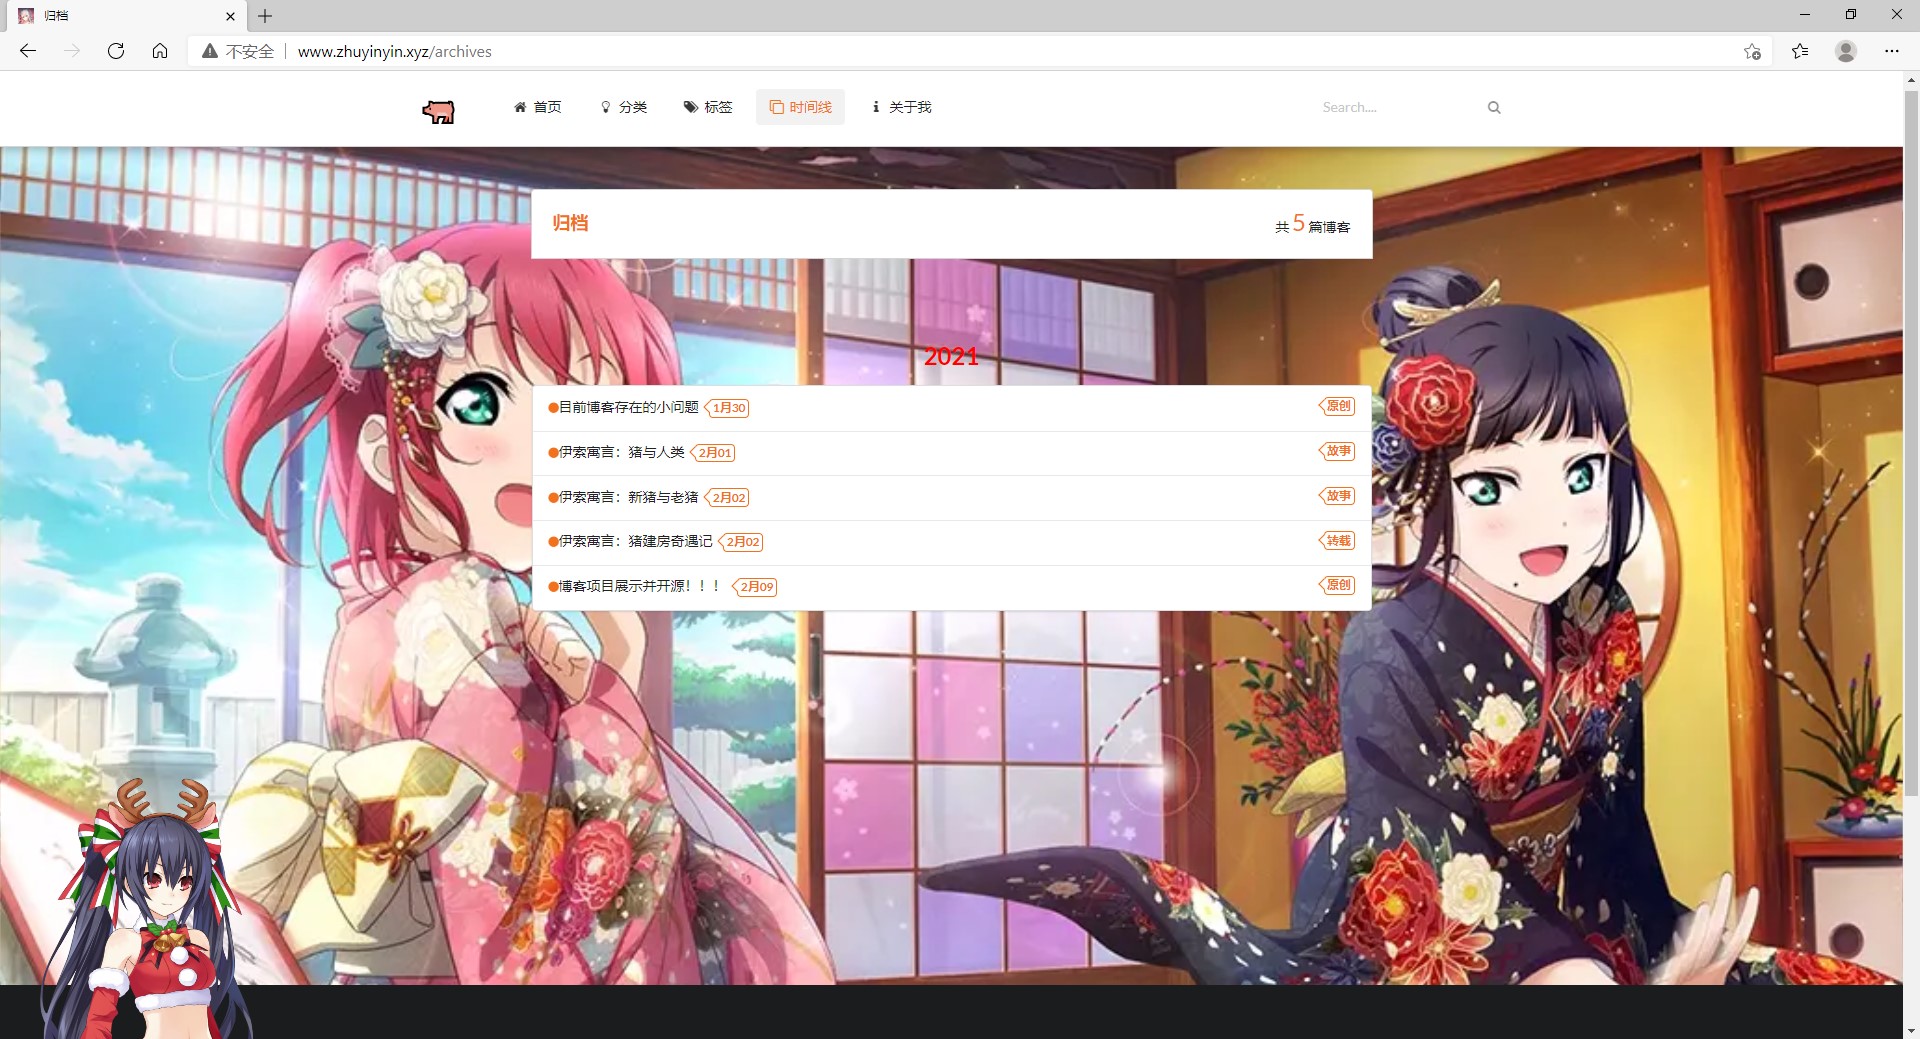 归档
不安全 www.zhuyinyin.xyz/archives
首页 分类 标签 时间线 关于我 Search....
归档 共 5 篇博客
2021
目前博客存在的小问题 1月30 原创
伊索寓言：猪与人类 2月01 故事
伊索寓言：新猪与老猪 2月02 故事
伊索寓言：猪建房奇遇记 2月02 转载
博客项目展示并开源！！！ 2月09 原创